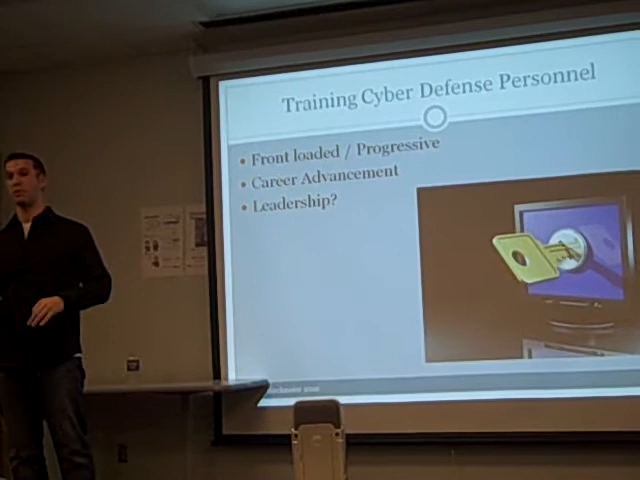 Training Cyber Defense Personnel
• Front loaded / Progressive
• Career Advancement
• Leadership?